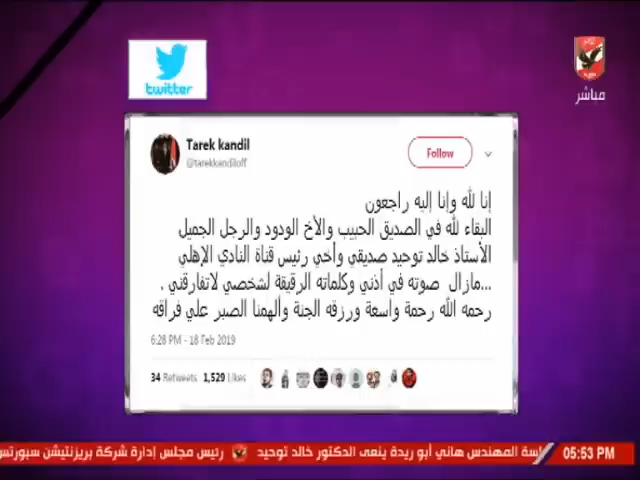 twitter
مباشر
Tarek kandil
@tarekkandiloff
Follow
إنا لله وإنا إليه راجعون
البقاء لله في الصديق الحبيب والأخ الودود والرجل الجميل
الأستاذ خالد توحيد صديقي وأخي رئيس قناة النادي الإهلي
...مازال صوته في أذني وكلماته الرقيقة لشخصي لاتفارقني .
رحمه الله رحمة واسعة ورزقه الجنة وألهمنا الصبر علي فراقه
6:28 PM - 18 Feb 2019
34 Retweets 1,529 Likes
اسة المهندس هاني أبو ريدة ينعى الدكتور خالد توحيد رئيس مجلس إدارة شركة بريزنتيشن سبورتس
05:53 PM